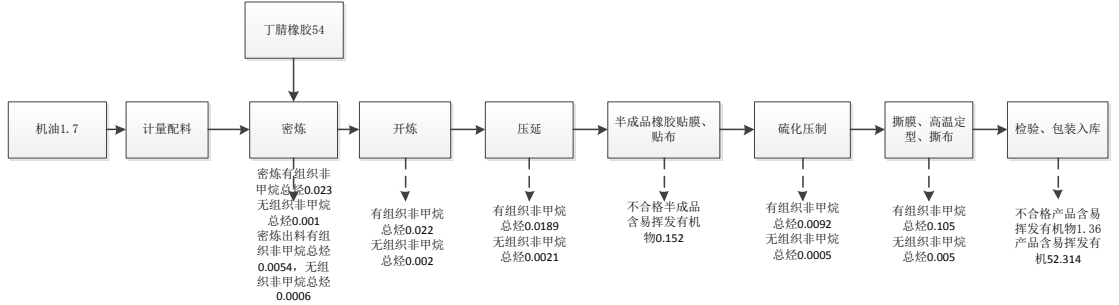 丁腈橡胶54
机油1.7
计量配料
密炼
开炼
压延
半成品橡胶贴膜、
贴布
硫化压制
撕膜、高温定
型、撕布
检验、包装入库
密炼有组织非
甲烷总烃0.023
无组织非甲烷
总烃0.001
密炼出料有组
织非甲烷总烃
0.0054，无组
织非甲烷总烃
0.0006
有组织非甲烷
总烃0.022
无组织非甲烷
总烃0.002
有组织非甲烷
总烃0.0189
无组织非甲烷
总烃0.0021
不合格半成品
含易挥发有机
物0.152
有组织非甲烷
总烃0.0092
无组织非甲烷
总烃0.0005
有组织非甲烷
总烃0.105
无组织非甲烷
总烃0.005
不合格产品含易
挥发有机物1.36
产品含易挥发有
机52.314